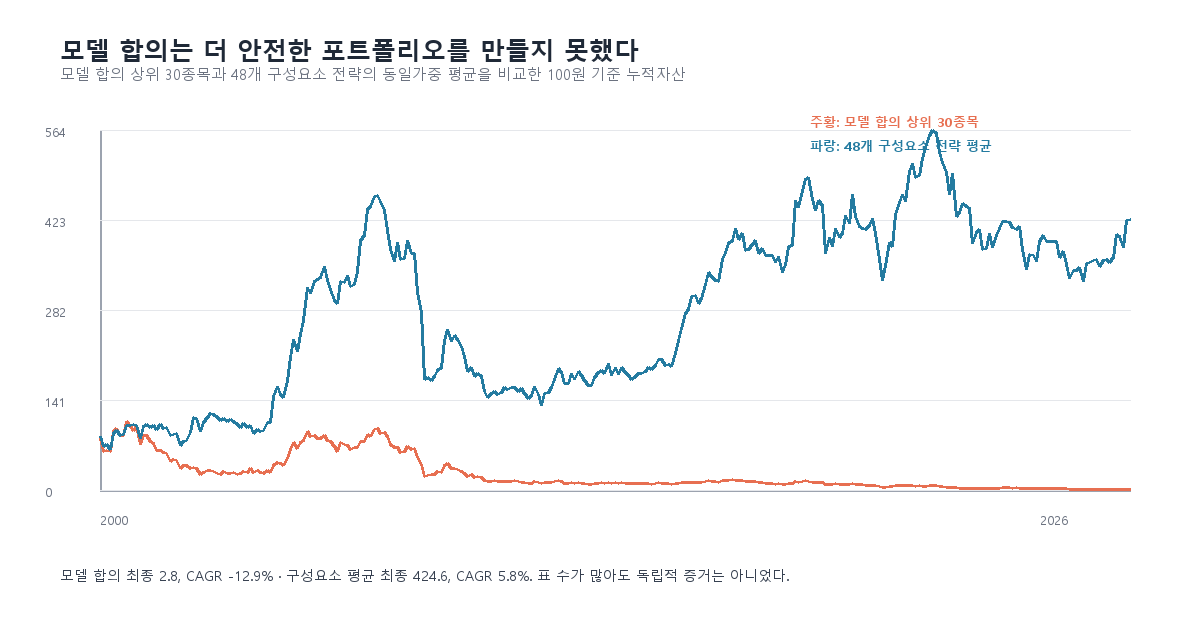 모델 합의는 더 안전한 포트폴리오를 만들지 못했다
모델 합의 상위 30종목과 48개 구성요소 전략의 동일가중 평균을 비교한 100원 기준 누적자산
주황: 모델 합의 상위 30종목
파랑: 48개 구성요소 전략 평균
564
423
282
141
0
2000
2026
모델 합의 최종 2.8, CAGR -12.9% · 구성요소 평균 최종 424.6, CAGR 5.8%. 표 수가 많아도 독립적 증거는 아니었다.